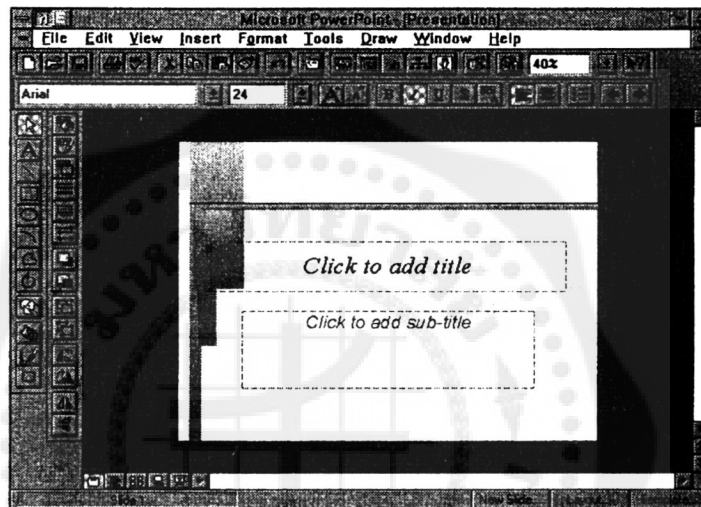 Microsoft PowerPoint - [Presentation]
File Edit View Insert Format Tools Draw Window Help
40%
Arial 24
Click to add title
Click to add sub-title
New Slide